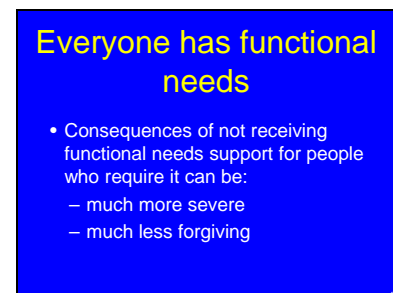 Everyone has functional
needs
• Consequences of not receiving
functional needs support for people
who require it can be:
– much more severe
– much less forgiving